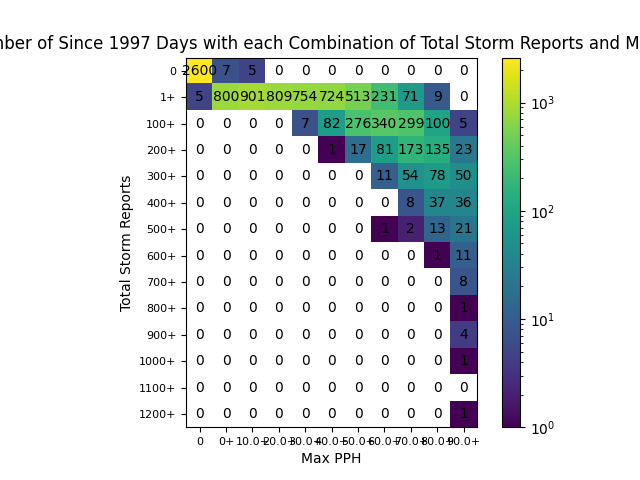 nber of Since 1997 Days with each Combination of Total Storm Reports and M
0 2600 7 5 0 0 0 0 0 0 0 0
1+ 5 800 901 809 754 724 513 231 71 9 0
100+ 0 0 0 0 7 82 276 340 299 100 5
200+ 0 0 0 0 0 1 17 81 173 135 23
300+ 0 0 0 0 0 0 0 11 54 78 50
400+ 0 0 0 0 0 0 0 0 8 37 36
500+ 0 0 0 0 0 0 0 1 2 13 21
600+ 0 0 0 0 0 0 0 0 0 1 11
700+ 0 0 0 0 0 0 0 0 0 0 8
800+ 0 0 0 0 0 0 0 0 0 0 1
900+ 0 0 0 0 0 0 0 0 0 0 4
1000+ 0 0 0 0 0 0 0 0 0 0 1
1100+ 0 0 0 0 0 0 0 0 0 0 0
1200+ 0 0 0 0 0 0 0 0 0 0 1
0 0+ 10.0+ 20.0+ 30.0+ 40.0+ 50.0+ 60.0+ 70.0+ 80.0+ 90.0+
Max PPH
Total Storm Reports
10³
10²
10¹
10⁰